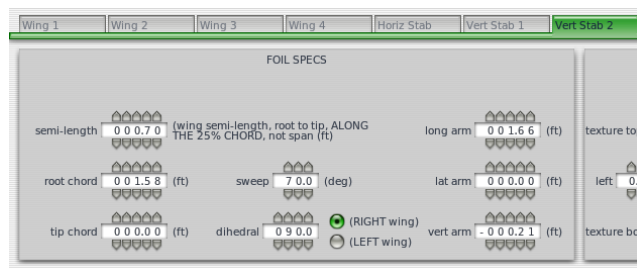 Wing 1 Wing 2 Wing 3 Wing 4 Horiz Stab Vert Stab 1 Vert Stab 2
FOIL SPECS
semi-length 0 0 0.7 0 (wing semi-length, root to tip, ALONG
THE 25% CHORD, not span (ft)
long arm 0 0 1.6 6 (ft)
texture to
root chord 0 0 1.5 8 (ft) sweep 7 0.0 (deg) lat arm 0 0 0.0 0 (ft) left 0.
tip chord 0 0 0.0 0 (ft) dihedral 0 9 0.0 (RIGHT wing)
(LEFT wing)
vert arm - 0 0 0.2 1 (ft)
texture bo